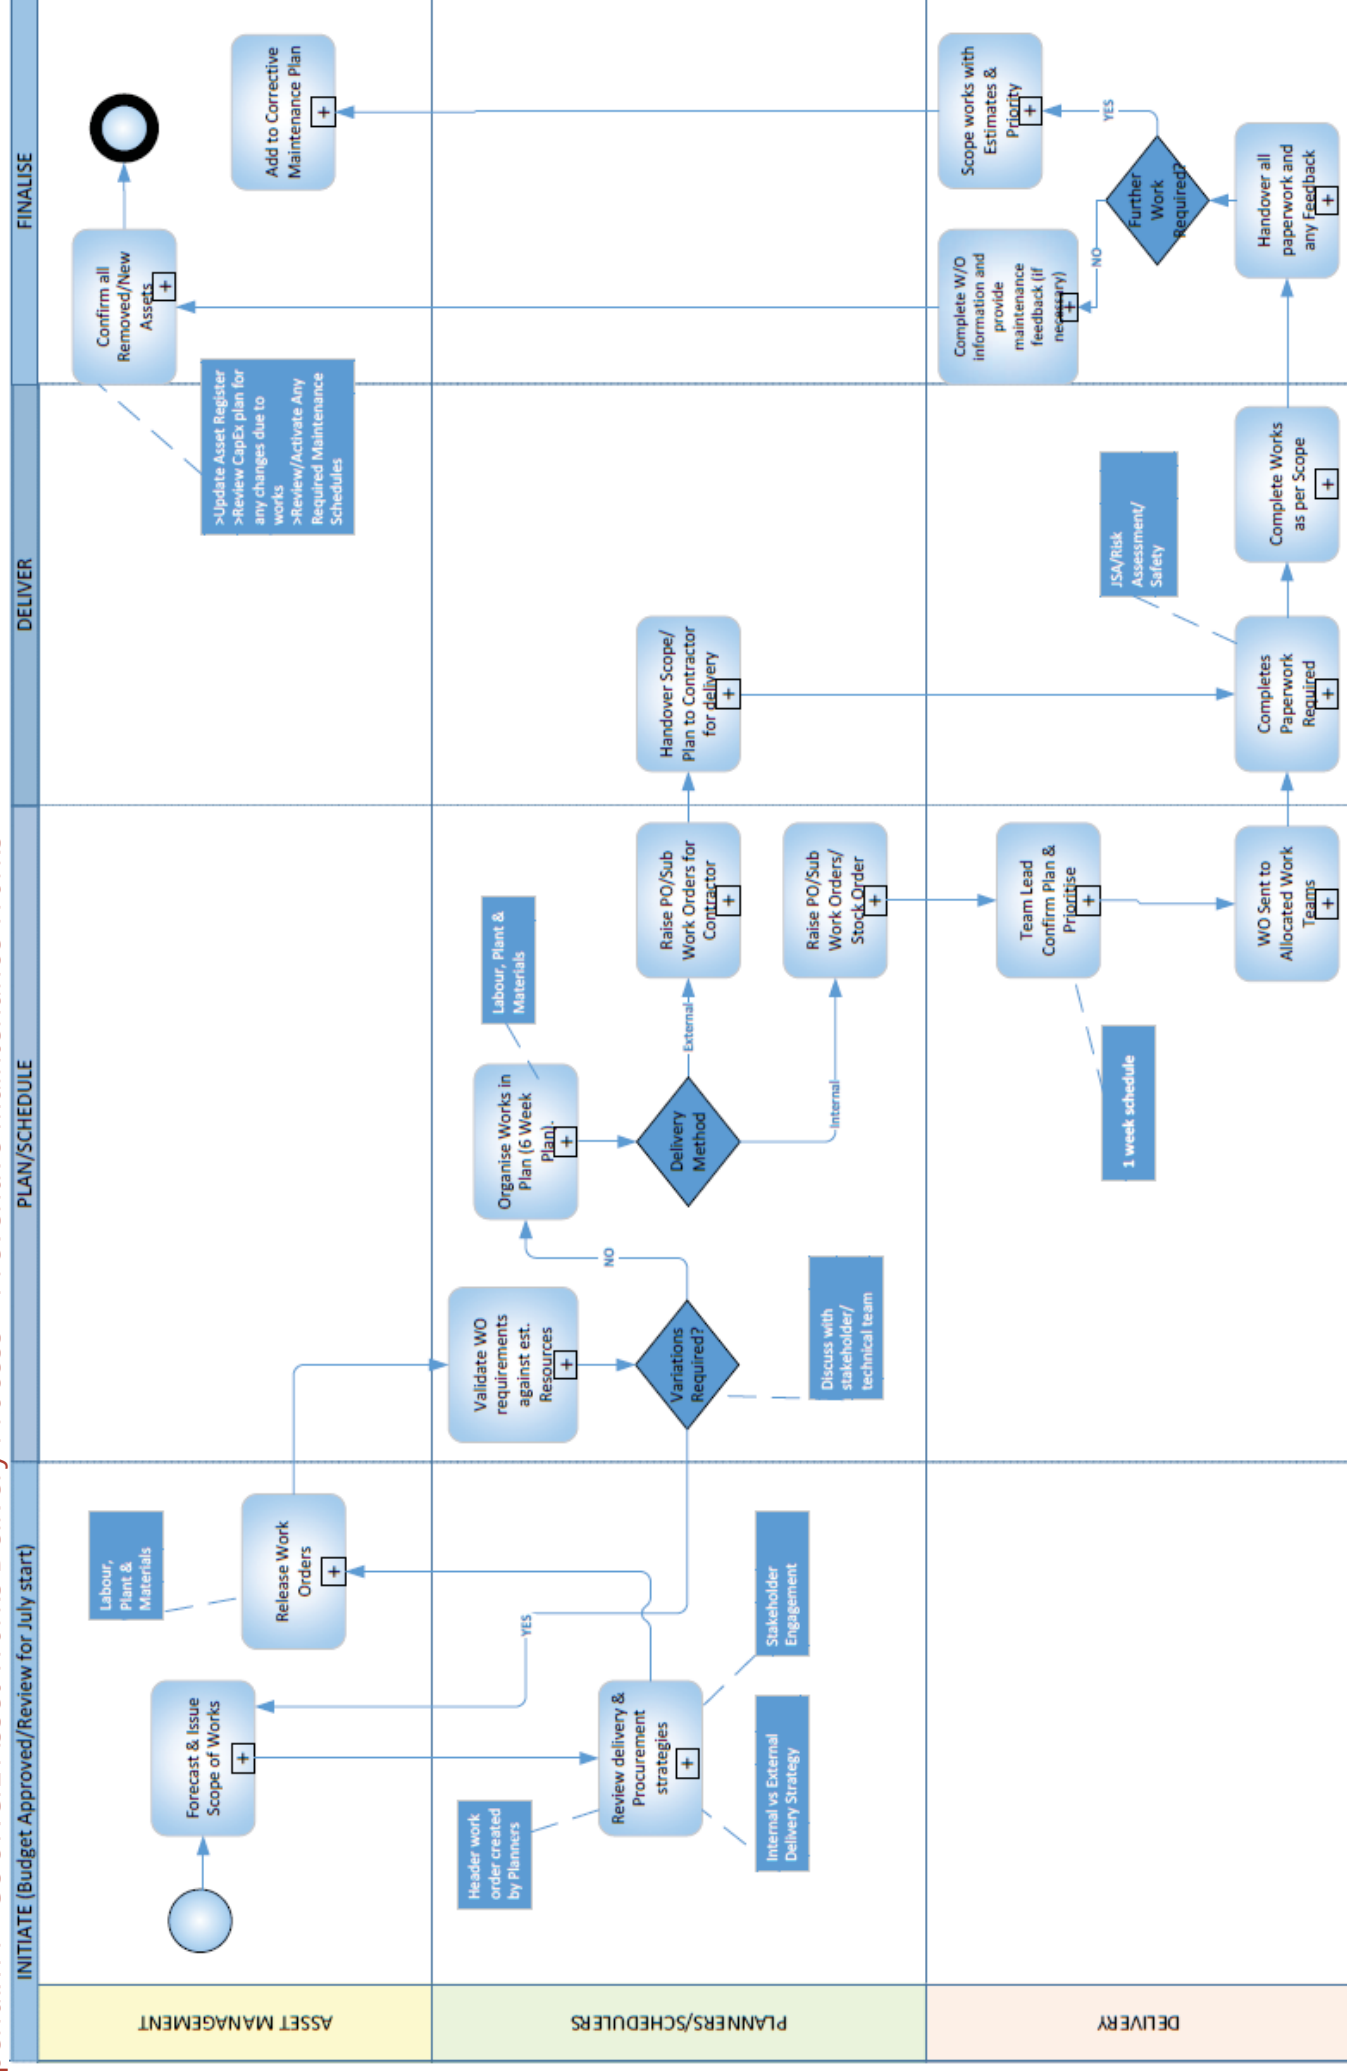 INITIATE (Budget Approved/Review for July start)
PLAN/SCHEDULE
DELIVER
FINALISE
ASSET MANAGEMENT
Forecast & Issue
Scope of Works
Labour,
Plant &
Materials
Release Work
Orders
>Update Asset Register
>Review CapEx plan for
any changes due to
works
>Review/Activate Any
Required Maintenance
Schedules
Confirm all
Removed/New
Assets
Add to Corrective
Maintenance Plan
PLANNERS/SCHEDULERS
Header work
order created
by Planners
Review delivery &
Procurement
strategies
Internal vs External
Delivery Strategy
Stakeholder
Engagement
YES
Validate WO
requirements
against est.
Resources
Variations
Required?
Discuss with
stakeholder/
technical team
NO
Organise Works in
Plan (6 Week
Plan).
Labour, Plant &
Materials
Delivery
Method
External
Internal
Raise PO/Sub
Work Orders for
Contractor
Raise PO/Sub
Work Orders/
Stock Order
Handover Scope/
Plan to Contractor
for delivery
DELIVERY
1 week schedule
Team Lead
Confirm Plan &
Prioritise
WO Sent to
Allocated Work
Teams
Completes
Paperwork
Required
JSA/Risk
Assessment/
Safety
Complete Works
as per Scope
Handover all
paperwork and
any Feedback
Further
Work
Required?
NO
YES
Complete W/O
information and
provide
maintenance
feedback (if
necessary)
Scope works with
Estimates &
Priority